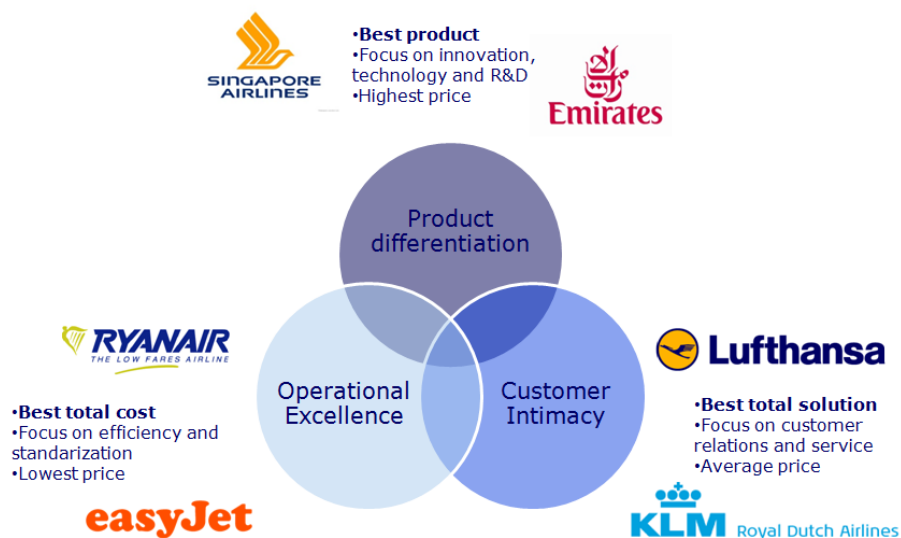 SINGAPORE
AIRLINES
•Best product
•Focus on innovation,
technology and R&D
•Highest price
Emirates
Product
differentiation
RYANAIR
THE LOW FARES AIRLINE
Lufthansa
Operational
Excellence
Customer
Intimacy
•Best total cost
•Focus on efficiency and
standarization
•Lowest price
•Best total solution
•Focus on customer
relations and service
•Average price
easyJet
KLM Royal Dutch Airlines